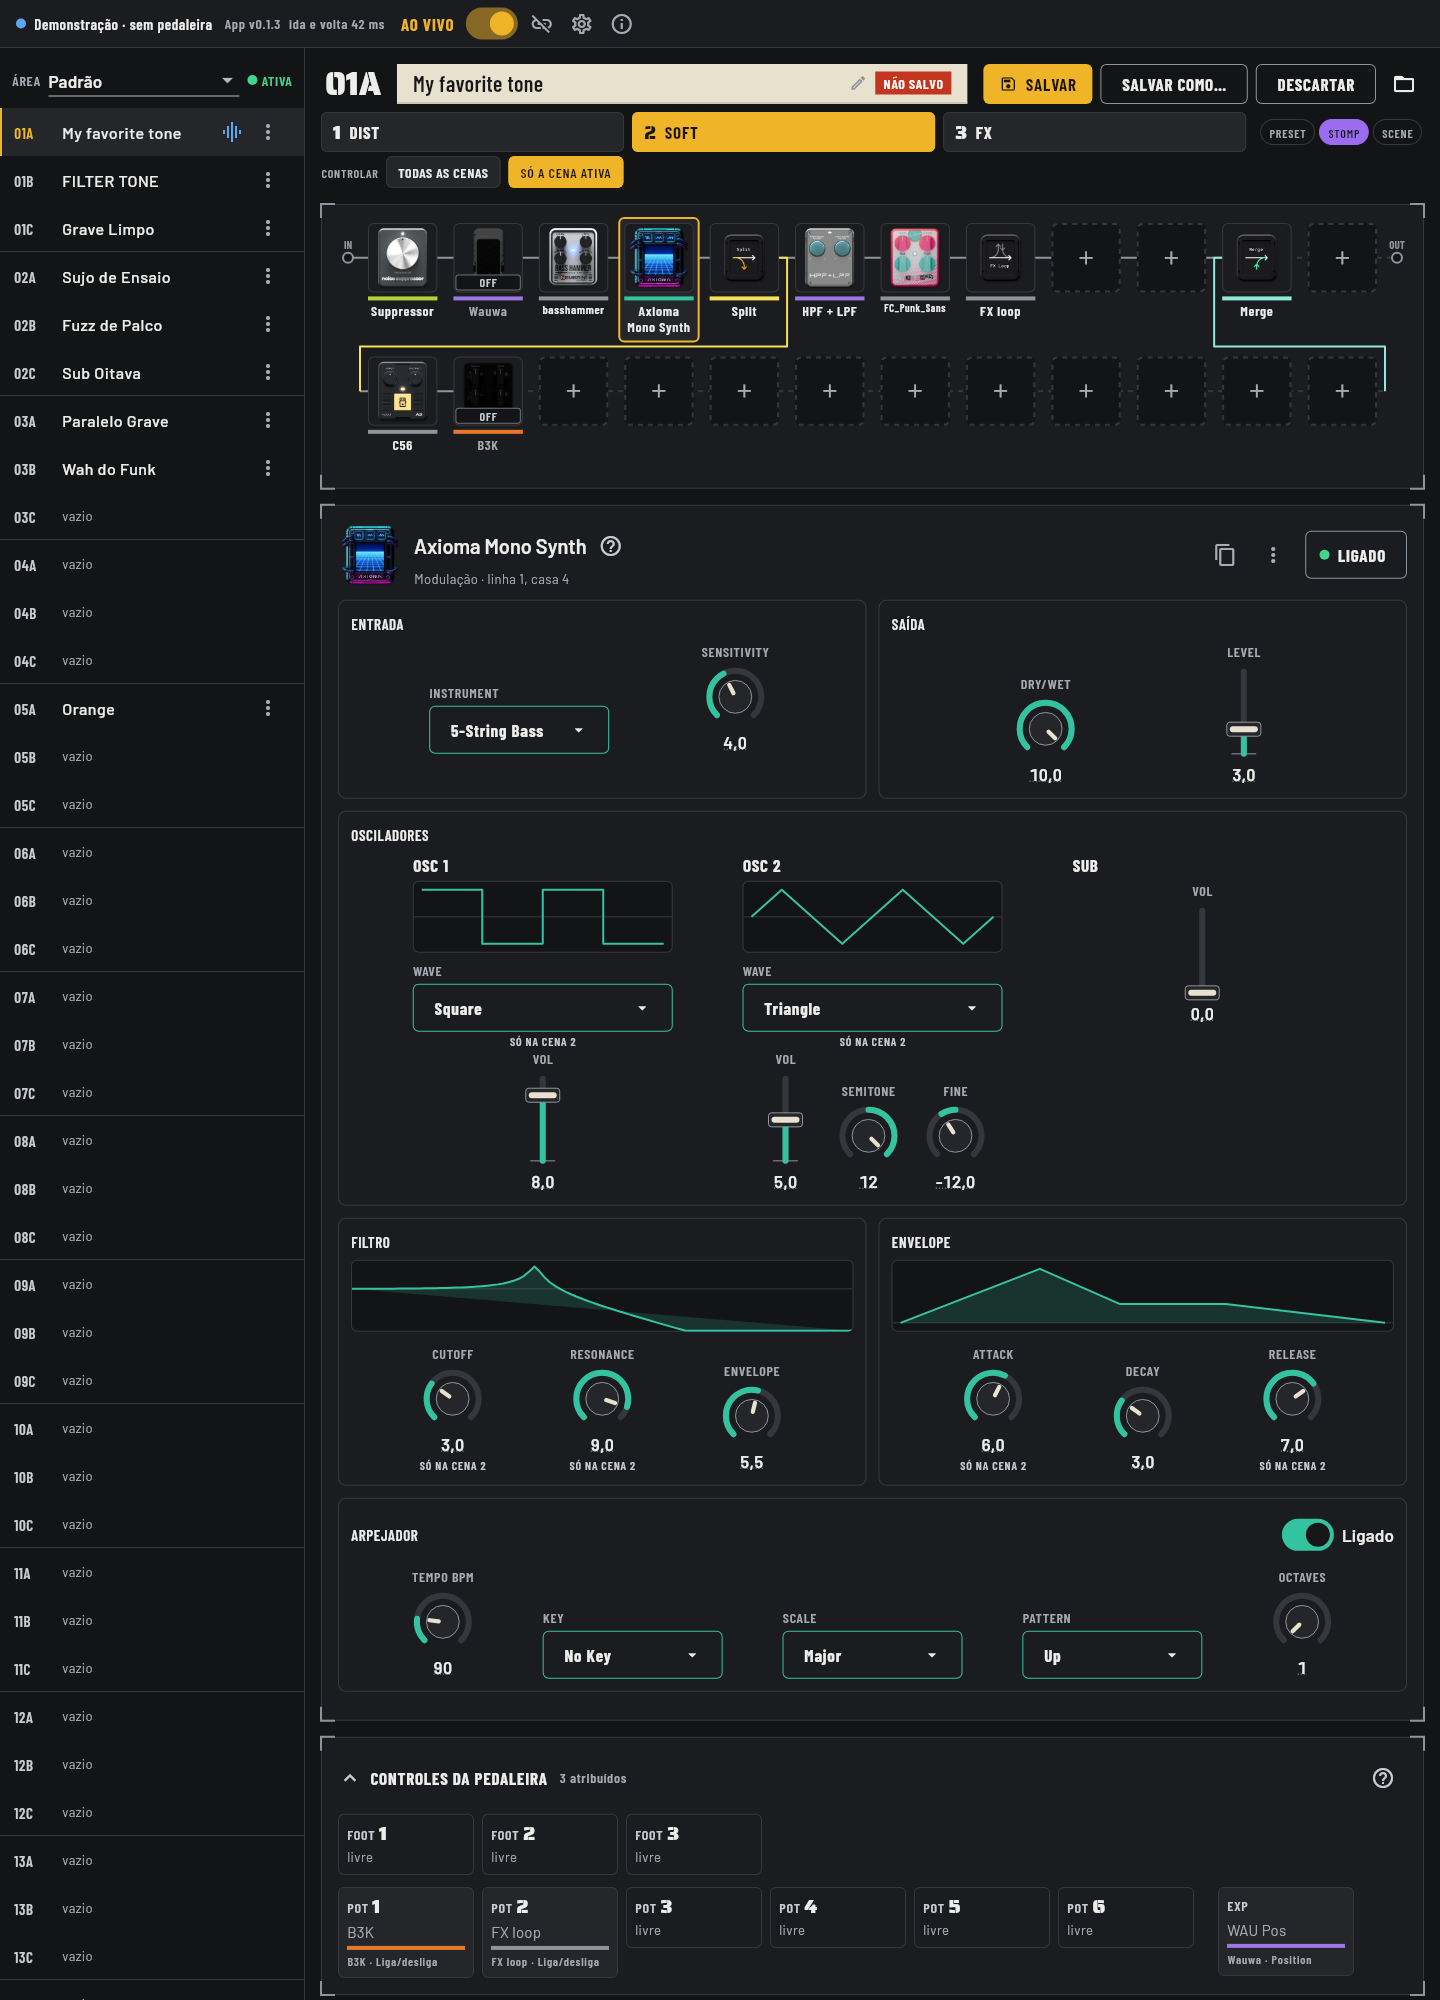 Demonstração · sem pedaleira App v0.1.3 Ida e volta 42 ms AO VIVO
ÁREA Padrão ATIVA
01A My favorite tone
01B FILTER TONE
01C Grave Limpo
02A Sujo de Ensaio
02B Fuzz de Palco
02C Sub Oitava
03A Paralelo Grave
03B Wah do Funk
03C vazio
04A vazio
04B vazio
04C vazio
05A Orange
05B vazio
05C vazio
06A vazio
06B vazio
06C vazio
07A vazio
07B vazio
07C vazio
08A vazio
08B vazio
08C vazio
09A vazio
09B vazio
09C vazio
10A vazio
10B vazio
10C vazio
11A vazio
11B vazio
11C vazio
12A vazio
12B vazio
12C vazio
13A vazio
13B vazio
13C vazio
01A My favorite tone NÃO SALVO SALVAR SALVAR COMO... DESCARTAR
1 DIST 2 SOFT 3 FX PRESET STOMP SCENE
CONTROLAR TODAS AS CENAS SÓ A CENA ATIVA
IN OUT
OFF
Split
HPF+LPF
FX Loop
Merge
AXIOMA
Suppressor Wauwa basshammer Axioma Mono Synth Split HPF + LPF FC_Punk_Sans FX loop Merge
OFF
C56 B3K
Axioma Mono Synth
Modulação · linha 1, casa 4
LIGADO
ENTRADA
INSTRUMENT
5-String Bass
SENSITIVITY
4,0
SAÍDA
DRY/WET
10,0
LEVEL
3,0
OSCILADORES
OSC 1
WAVE
Square
SÓ NA CENA 2
VOL
8,0
OSC 2
WAVE
Triangle
SÓ NA CENA 2
VOL SEMITONE FINE
5,0 12 -12,0
SUB
VOL
0,0
FILTRO
CUTOFF RESONANCE ENVELOPE
3,0 9,0 5,5
SÓ NA CENA 2 SÓ NA CENA 2
ENVELOPE
ATTACK DECAY RELEASE
6,0 3,0 7,0
SÓ NA CENA 2 SÓ NA CENA 2
ARPEJADOR Ligado
TEMPO BPM
90
KEY
No Key
SCALE
Major
PATTERN
Up
OCTAVES
1
CONTROLES DA PEDALEIRA 3 atribuídos
FOOT 1 FOOT 2 FOOT 3
livre livre livre
POT 1 POT 2 POT 3 POT 4 POT 5 POT 6 EXP
B3K FX loop livre livre livre livre WAU Pos
B3K · Liga/desliga FX loop · Liga/desliga Wauwa · Position